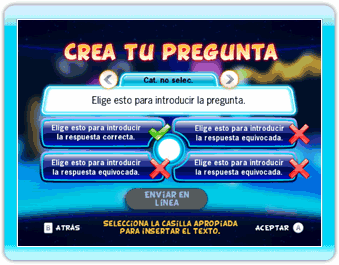 CREA TU PREGUNTA
Cat. no selec.
Elige esto para introducir la pregunta.
Elige esto para introducir
la respuesta correcta.
Elige esto para introducir
la respuesta equivocada.
Elige esto para introducir
la respuesta equivocada.
Elige esto para introducir
la respuesta equivocada.
ENVIAR EN
LÍNEA
B ATRÁS
SELECCIONA LA CASILLA APROPIADA
PARA INSERTAR EL TEXTO.
ACEPTAR A